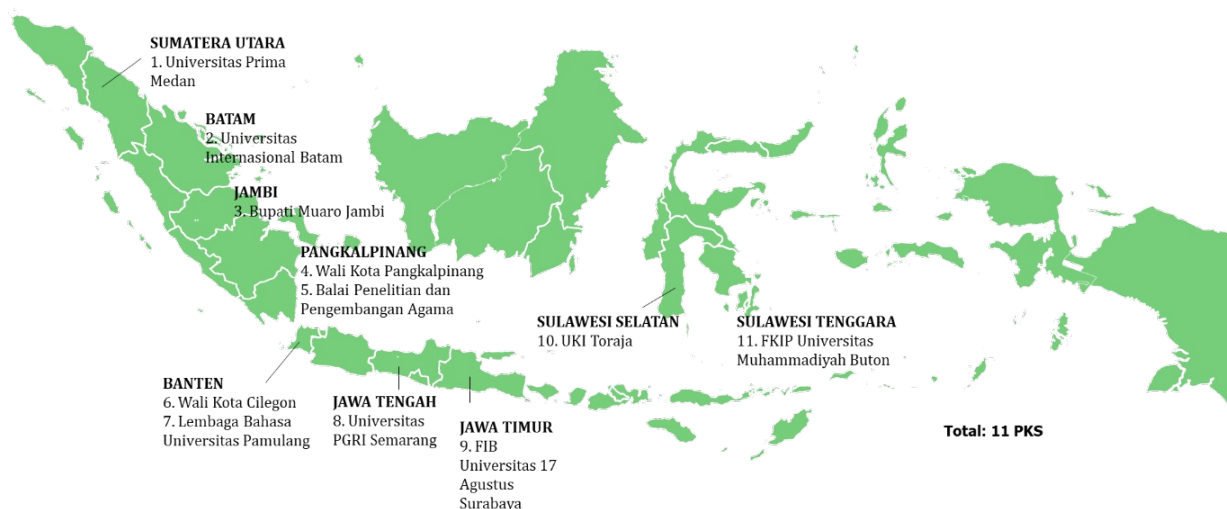 SUMATERA UTARA
1. Universitas Prima
Medan
BATAM
2. Universitas
Internasional Batam
JAMBI
3. Bupati Muaro Jambi
PANGKALPINANG
4. Wali Kota Pangkalpinang
5. Balai Penelitian dan
Pengembangan Agama
BANTEN
6. Wali Kota Cilegon
7. Lembaga Bahasa
Universitas Pamulang
JAWA TENGAH
8. Universitas
PGRI Semarang
JAWA TIMUR
9. FIB
Universitas 17
Agustus
Surabaya
SULAWESI SELATAN
10. UKI Toraja
SULAWESI TENGGARA
11. FKIP Universitas
Muhammadiyah Buton
Total: 11 PKS